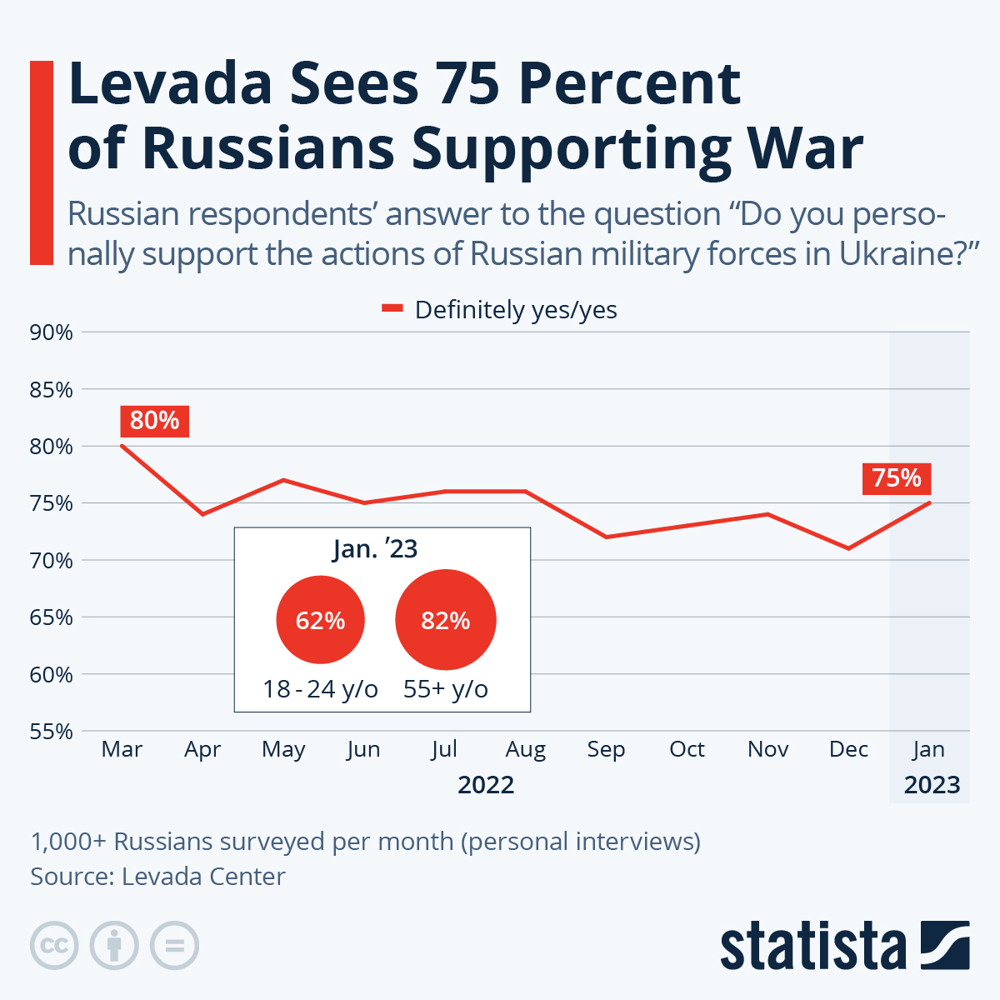 Levada Sees 75 Percent
of Russians Supporting War
Russian respondents’ answer to the question “Do you perso-
nally support the actions of Russian military forces in Ukraine?”
Definitely yes/yes
90%
85%
80%
75%
70%
65%
60%
55%
80%
75%
Jan. ’23
62% 82%
18 - 24 y/o 55+ y/o
Mar Apr May Jun Jul Aug Sep Oct Nov Dec Jan
2022 2023
1,000+ Russians surveyed per month (personal interviews)
Source: Levada Center
cc
statista